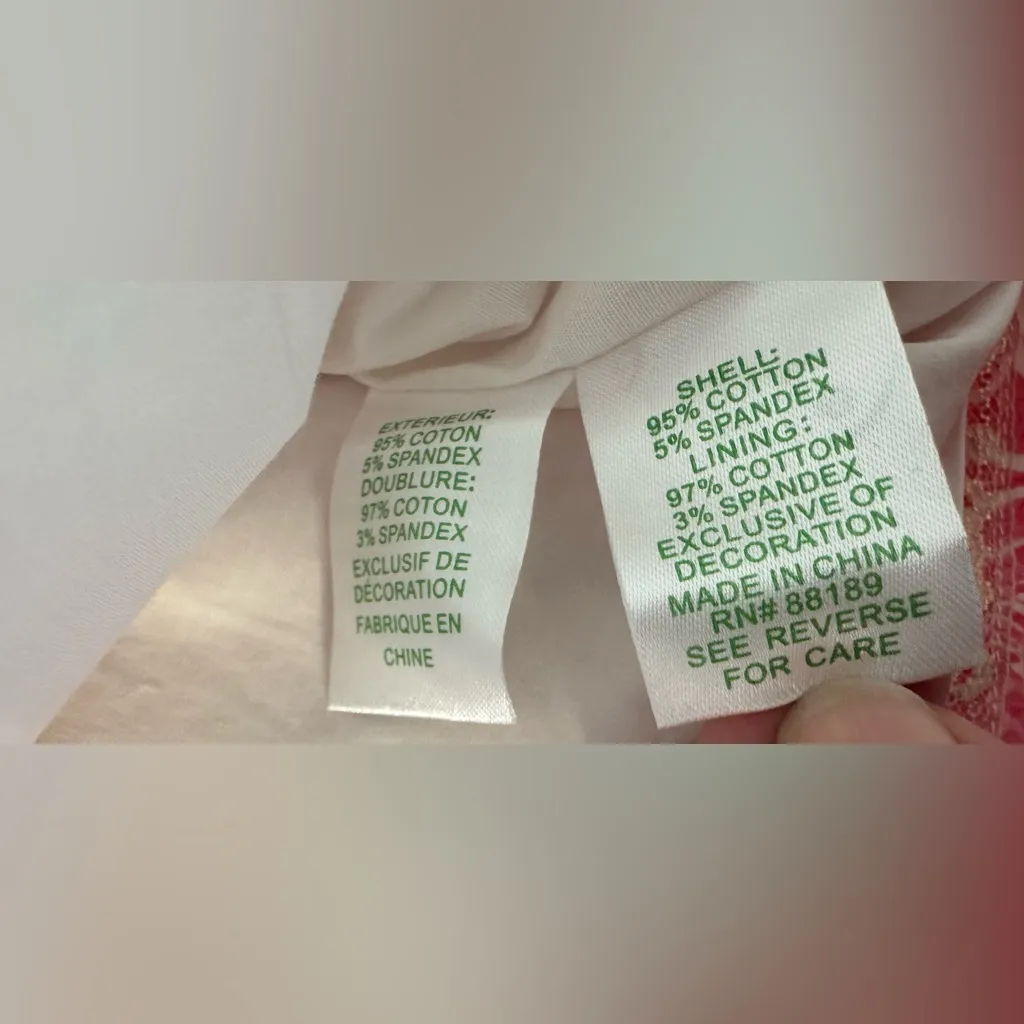 EXTERIEUR:
95% COTON
5% SPANDEX
DOUBLURE:
97% COTON
3% SPANDEX
EXCLUSIF DE
DÉCORATION
FABRIQUE EN
CHINE
SHELL:
95% COTTON
5% SPANDEX
LINING:
97% COTTON
3% SPANDEX
EXCLUSIVE OF
DECORATION
MADE IN CHINA
RN# 88189
SEE REVERSE
FOR CARE